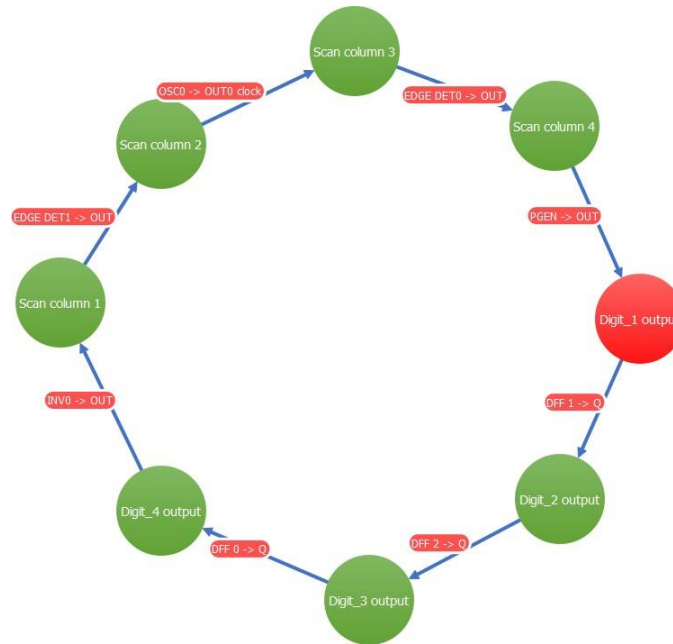 Scan column 3
OSC0 -> OUT0 clock
EDGE DET0 -> OUT
Scan column 4
Scan column 2
PGEN -> OUT
EDGE DET1 -> OUT
Scan column 1
Digit_1 outpu
INV0 -> OUT
DFF 1 -> Q
Digit_4 output
Digit_2 output
DFF 0 -> Q
DFF 2 -> Q
Digit_3 output